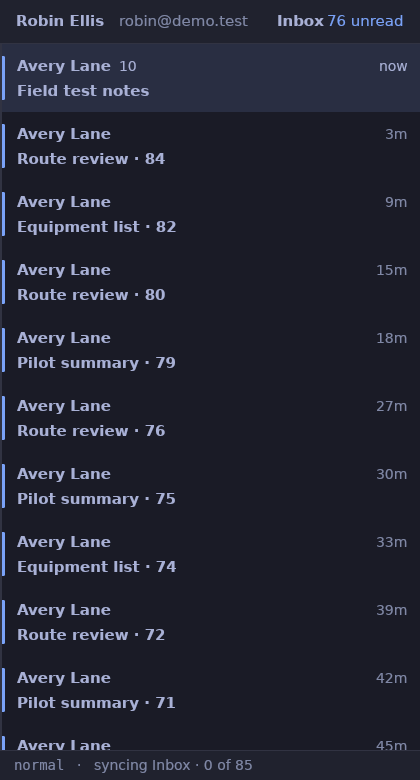 Robin Ellis robin@demo.test Inbox 76 unread
Avery Lane 10 now
Field test notes
Avery Lane 3m
Route review · 84
Avery Lane 9m
Equipment list · 82
Avery Lane 15m
Route review · 80
Avery Lane 18m
Pilot summary · 79
Avery Lane 27m
Route review · 76
Avery Lane 30m
Pilot summary · 75
Avery Lane 33m
Equipment list · 74
Avery Lane 39m
Route review · 72
Avery Lane 42m
Pilot summary · 71
Avery Lane 45m
normal · syncing Inbox · 0 of 85